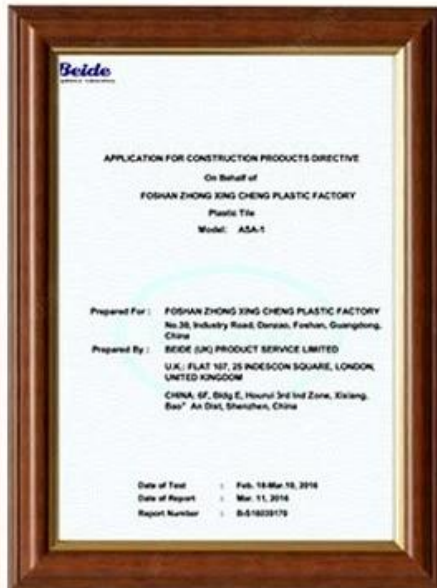 Beide
APPLICATION FOR CONSTRUCTION PRODUCTS DIRECTIVE
On Behalf of
FOSHAN ZHONG XING CHENG PLASTIC FACTORY
Plastic Tile
Model: ASA-1
Prepared For : FOSHAN ZHONG XING CHENG PLASTIC FACTORY
No.30, Industry Road, Danzao, Foshan, Guangdong,
China
Prepared By : BEIDE (UK) PRODUCT SERVICE LIMITED
U.K.: FLAT 107, 25 INDESCON SQUARE, LONDON,
UNITED KINGDOM
CHINA: 6F, Bldg E, Hourui 3rd Ind Zone, Xixiang,
Bao" An Dist, Shenzhen, China
Date of Test : Feb. 18-Mar.10, 2016
Date of Report : Mar. 11, 2016
Report Number :